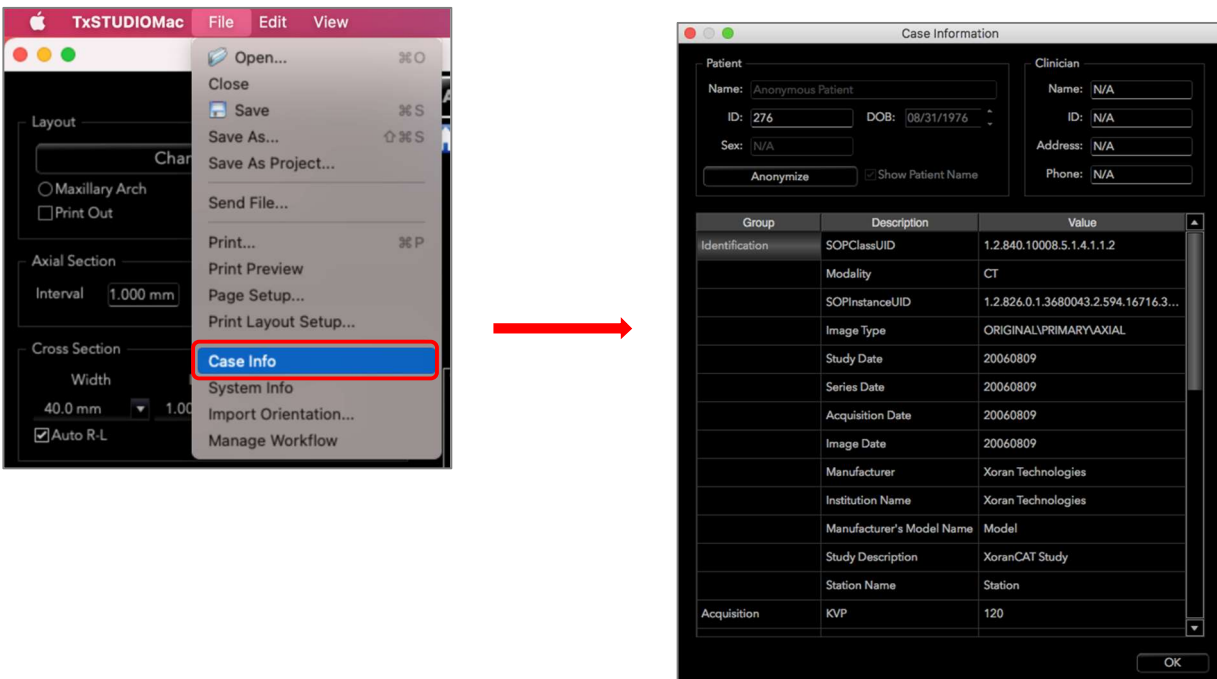 TxSTUDIOMac File Edit View
Open... ⌘O
Close
Save ⌘S
Save As... ⇧⌘S
Save As Project...
Send File...
Print... ⌘P
Print Preview
Page Setup...
Print Layout Setup...
Case Info
System Info
Import Orientation...
Manage Workflow
Layout
Maxillary Arch
Print Out
Axial Section
Interval 1.000 mm
Cross Section
Width
40.0 mm 1.00
Auto R-L
Case Information
Patient
Name: Anonymous Patient
ID: 276 DOB: 08/31/1976
Sex: N/A
Anonymize Show Patient Name
Clinician
Name: N/A
ID: N/A
Address: N/A
Phone: N/A
Group Description Value
Identification SOPClassUID 1.2.840.10008.5.1.4.1.1.2
Modality CT
SOPInstanceUID 1.2.826.0.1.3680043.2.594.16716.3...
Image Type ORIGINAL\PRIMARY\AXIAL
Study Date 20060809
Series Date 20060809
Acquisition Date 20060809
Image Date 20060809
Manufacturer Xoran Technologies
Institution Name Xoran Technologies
Manufacturer's Model Name Model
Study Description XoranCAT Study
Station Name Station
Acquisition KVP 120
OK